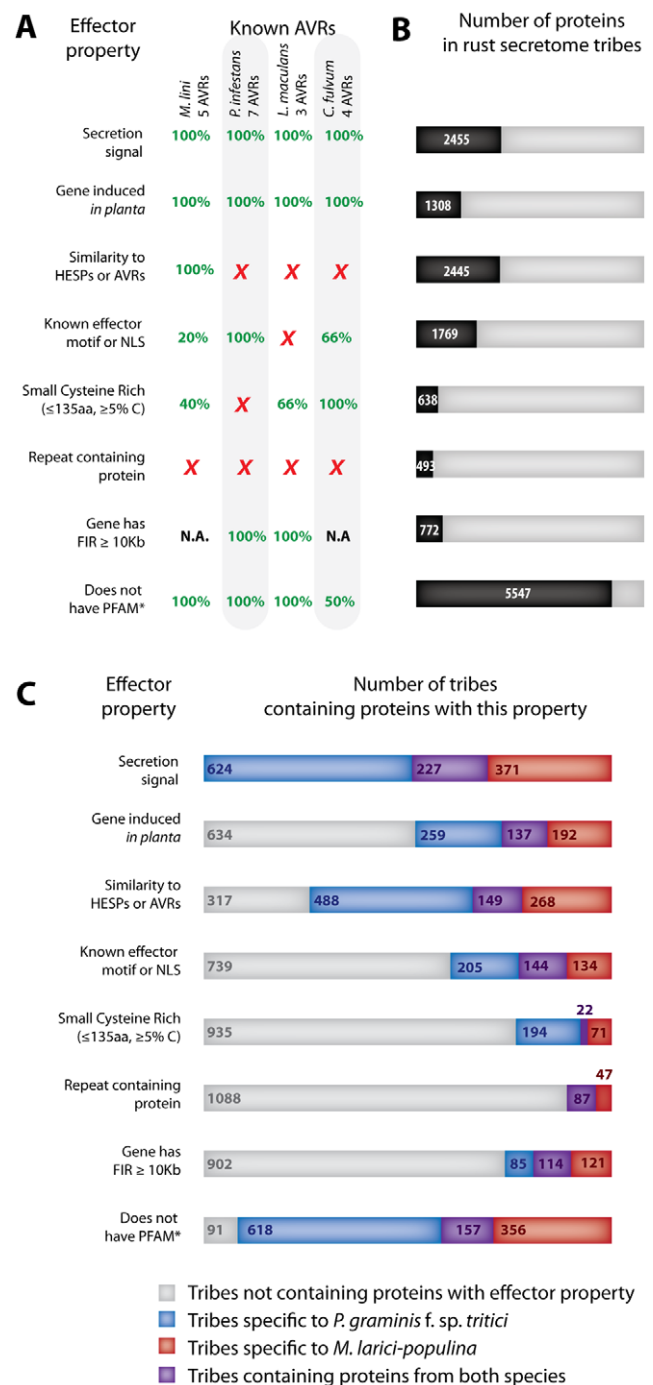 A
Effector
property
Known AVRs
M. lini
5 AVRs
P. infestans
7 AVRs
L. maculans
3 AVRs
C. fulvum
4 AVRs
Secretion
signal
100% 100% 100% 100%
Gene induced
in planta
100% 100% 100% 100%
Similarity to
HESPs or AVRs
100% X X X
Known effector
motif or NLS
20% 100% X 66%
Small Cysteine Rich
(≤135aa, ≥5% C)
40% X 66% 100%
Repeat containing
protein
X X X X
Gene has
FIR ≥ 10Kb
N.A. 100% 100% N.A
Does not
have PFAM*
100% 100% 100% 50%
B
Number of proteins
in rust secretome tribes
2455
1308
2445
1769
638
493
772
5547
C
Effector
property
Number of tribes
containing proteins with this property
Secretion
signal
624 227 371
Gene induced
in planta
634 259 137 192
Similarity to
HESPs or AVRs
317 488 149 268
Known effector
motif or NLS
739 205 144 134
Small Cysteine Rich
(≤135aa, ≥5% C)
22
935 194 71
Repeat containing
protein
47
1088 87
Gene has
FIR ≥ 10Kb
902 85 114 121
Does not
have PFAM*
91 618 157 356
Tribes not containing proteins with effector property
Tribes specific to P. graminis f. sp. tritici
Tribes specific to M. larici-populina
Tribes containing proteins from both species